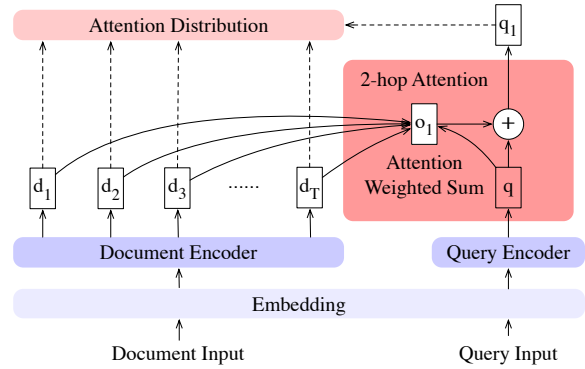 Attention Distribution
q1
2-hop Attention
o1
+
Attention
Weighted Sum
d1
d2
d3
......
dT
q
Document Encoder
Query Encoder
Embedding
Document Input
Query Input